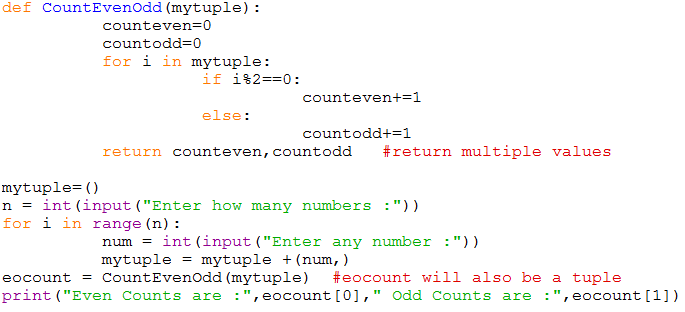 def CountEvenOdd(mytuple):
counteven=0
countodd=0
for i in mytuple:
if i%2==0:
counteven+=1
else:
countodd+=1
return counteven,countodd   #return multiple values
mytuple=()
n = int(input("Enter how many numbers :"))
for i in range(n):
num = int(input("Enter any number :"))
mytuple = mytuple +(num,)
eocount = CountEvenOdd(mytuple)  #eocount will also be a tuple
print("Even Counts are :",eocount[0]," Odd Counts are :",eocount[1])